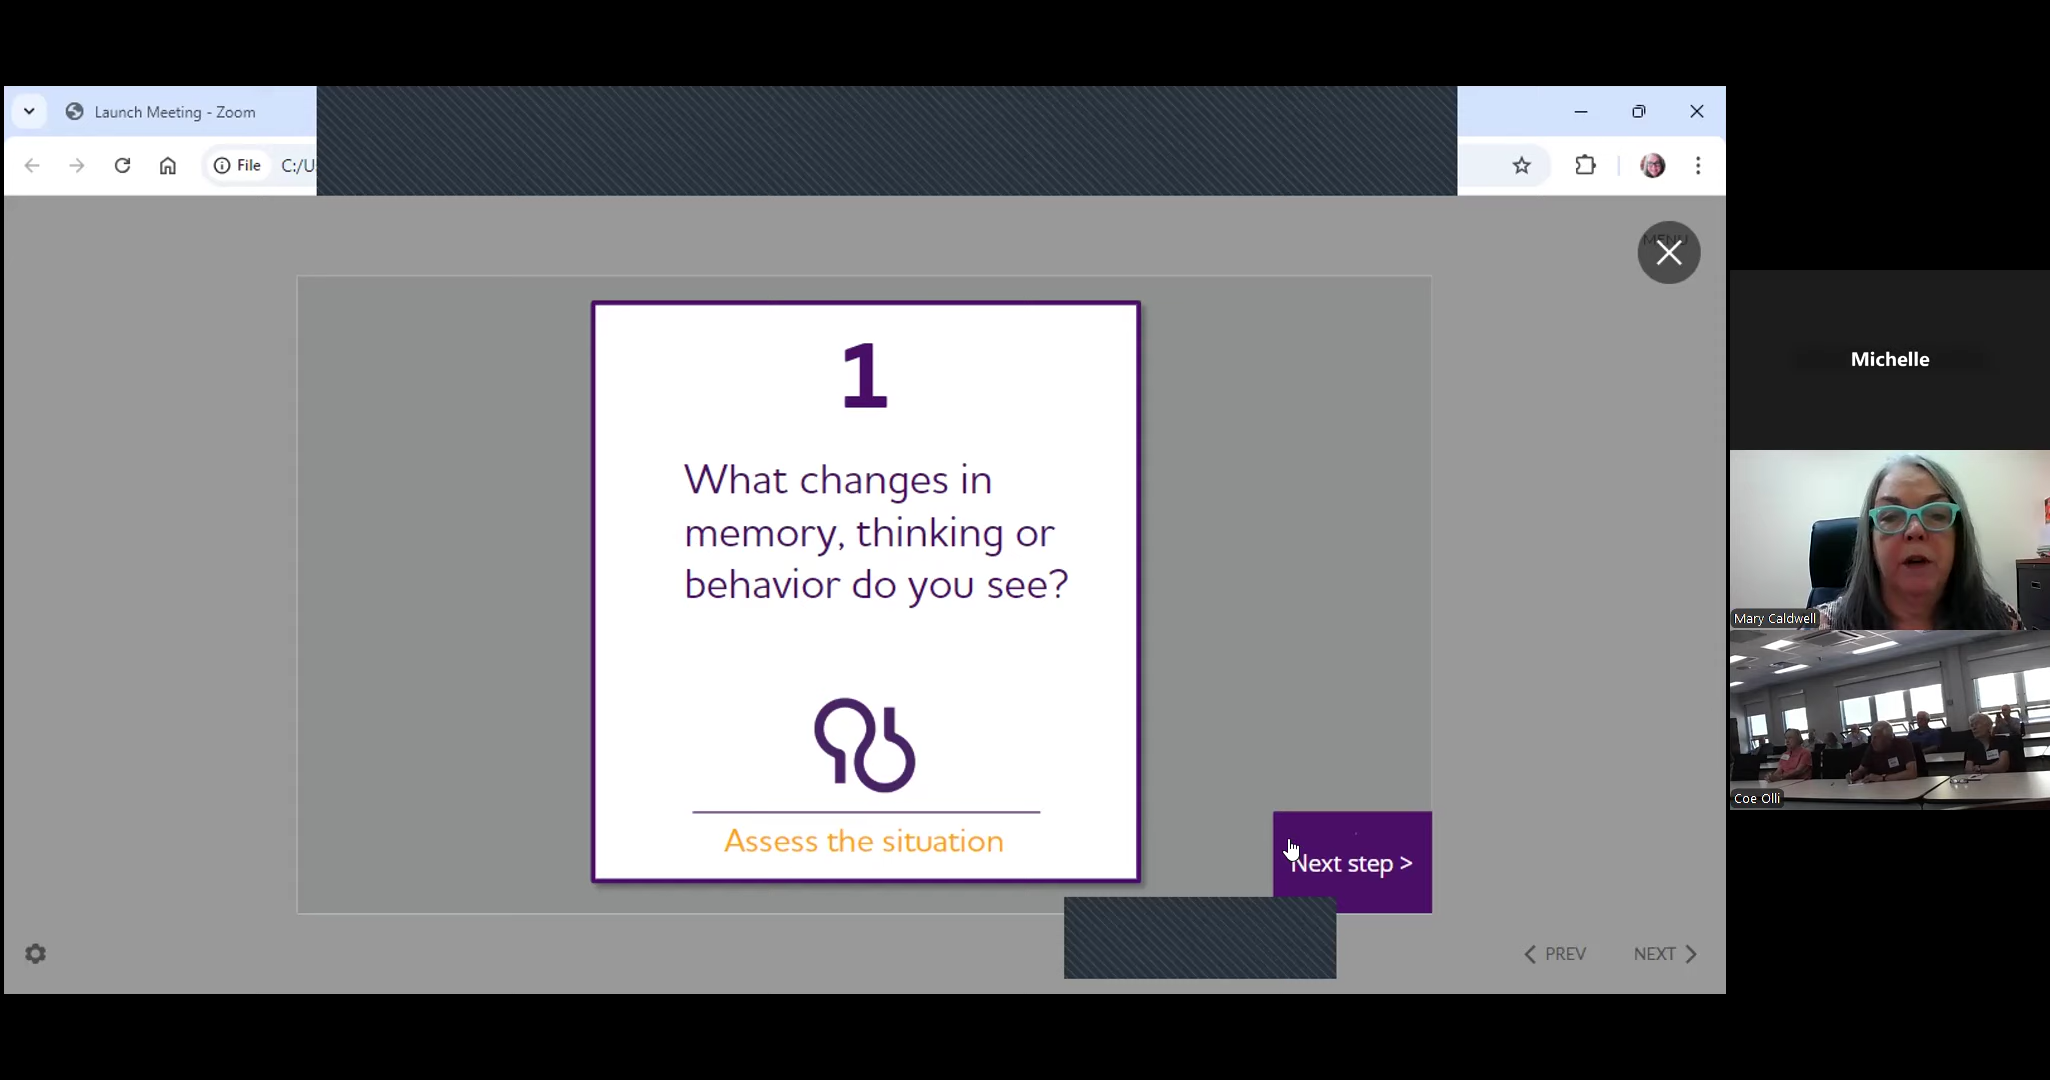 Launch Meeting - Zoom
File C:/U
MENU
1
What changes in
memory, thinking or
behavior do you see?
Assess the situation
Next step >
PREV NEXT
Michelle
Mary Caldwell
Coe Olli